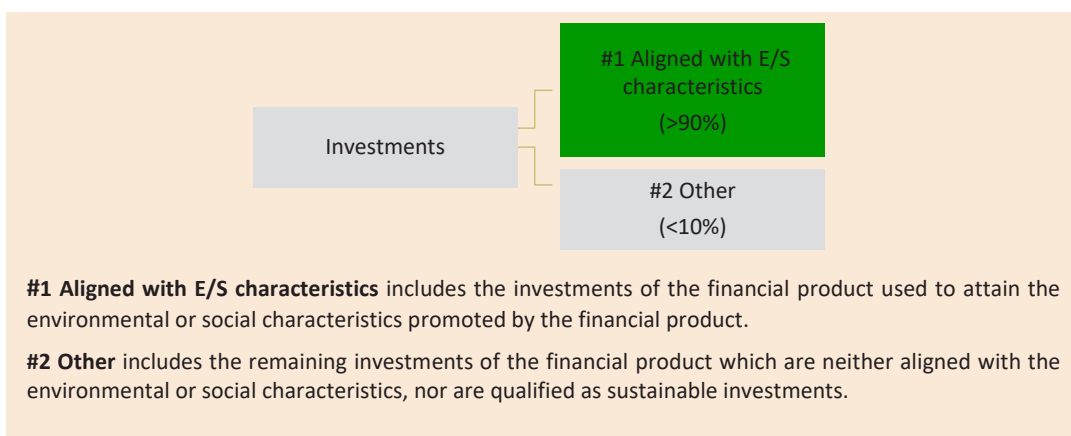 #1 Aligned with E/S
characteristics
(>90%)
Investments
#2 Other
(<10%)
#1 Aligned with E/S characteristics includes the investments of the financial product used to attain the
environmental or social characteristics promoted by the financial product.
#2 Other includes the remaining investments of the financial product which are neither aligned with the
environmental or social characteristics, nor are qualified as sustainable investments.